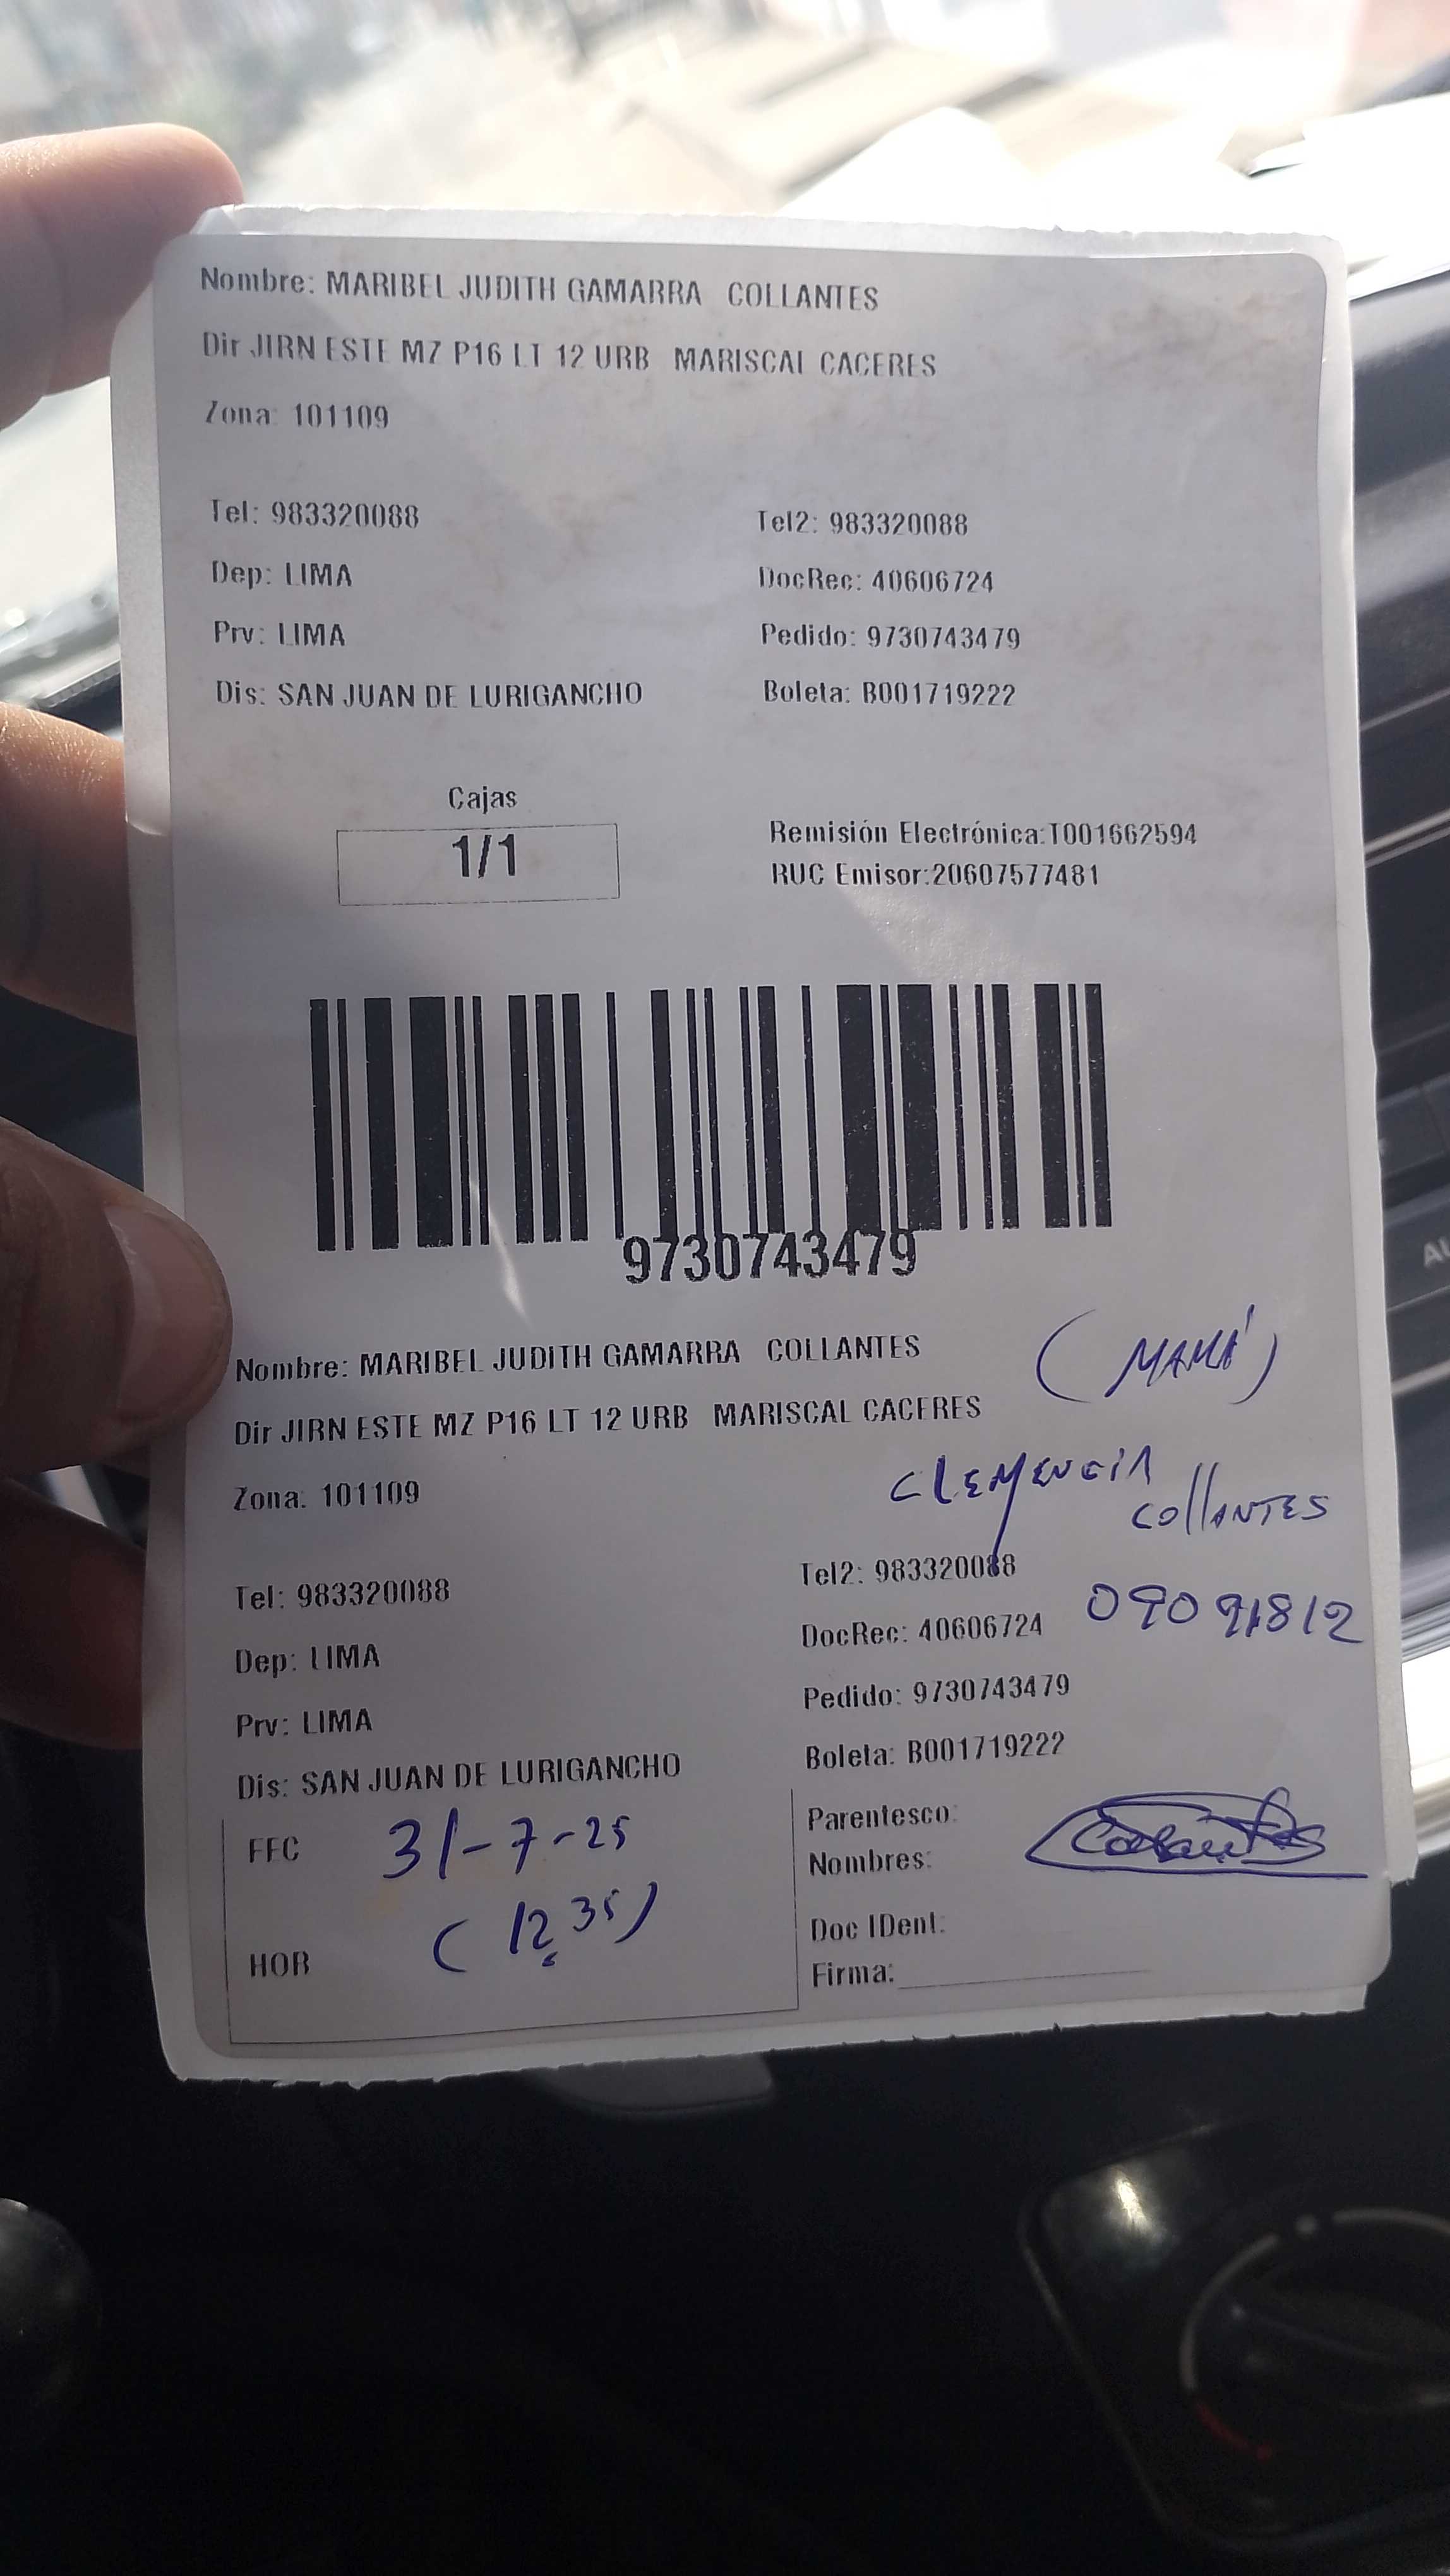 Nombre: MARIBEL JUDITH GAMARRA COLLANTES
Dir JIRN ESTE MZ P16 LT 12 URB MARISCAL CACERES
Zona: 101109
Tel: 983320088 Tel2: 983320088
Dep: LIMA DocRec: 40606724
Prv: LIMA Pedido: 9730743479
Dis: SAN JUAN DE LURIGANCHO Boleta: B001719222
Cajas
1/1
Remisión Electrónica:T001662594
RUC Emisor:20607577481
9730743479
Nombre: MARIBEL JUDITH GAMARRA COLLANTES (MAMÁ)
Dir JIRN ESTE MZ P16 LT 12 URB MARISCAL CACERES
Zona: 101109 CLEMENCIA
COllANTES
Tel: 983320088 Tel2: 983320088
Dep: LIMA DocRec: 40606724 09091812
Prv: LIMA Pedido: 9730743479
Dis: SAN JUAN DE LURIGANCHO Boleta: B001719222
FEC 31-7-25 Parentesco:
Nombres:
HOR (12 35) Doc IDent:
Firma: